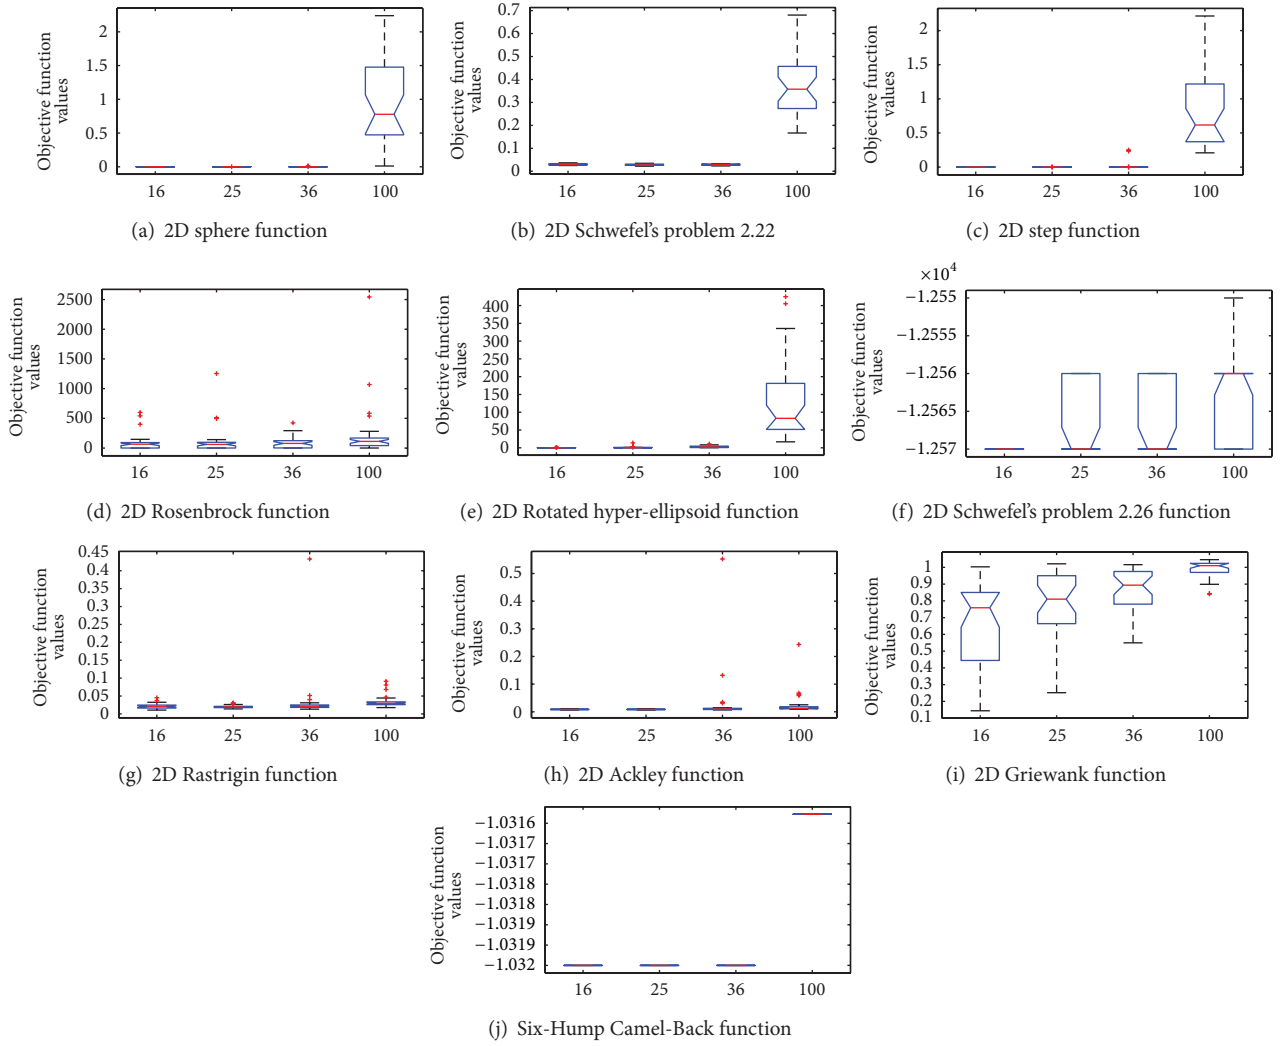 Objective function
values
2
1.5
1
0.5
0
16 25 36 100
(a) 2D sphere function
Objective function
values
0.7
0.6
0.5
0.4
0.3
0.2
0.1
0
16 25 36 100
(b) 2D Schwefel's problem 2.22
Objective function
values
2
1.5
1
0.5
0
16 25 36 100
(c) 2D step function
Objective function
values
2500
2000
1500
1000
500
0
16 25 36 100
(d) 2D Rosenbrock function
Objective function
values
400
350
300
250
200
150
100
50
0
16 25 36 100
(e) 2D Rotated hyper-ellipsoid function
Objective function
values
×10⁴
−1.255
−1.2555
−1.256
−1.2565
−1.257
16 25 36 100
(f) 2D Schwefel's problem 2.26 function
Objective function
values
0.45
0.4
0.35
0.3
0.25
0.2
0.15
0.1
0.05
0
16 25 36 100
(g) 2D Rastrigin function
Objective function
values
0.5
0.4
0.3
0.2
0.1
0
16 25 36 100
(h) 2D Ackley function
Objective function
values
1
0.9
0.8
0.7
0.6
0.5
0.4
0.3
0.2
0.1
16 25 36 100
(i) 2D Griewank function
Objective function
values
−1.0316
−1.0317
−1.0317
−1.0318
−1.0318
−1.0319
−1.0319
−1.032
16 25 36 100
(j) Six-Hump Camel-Back function